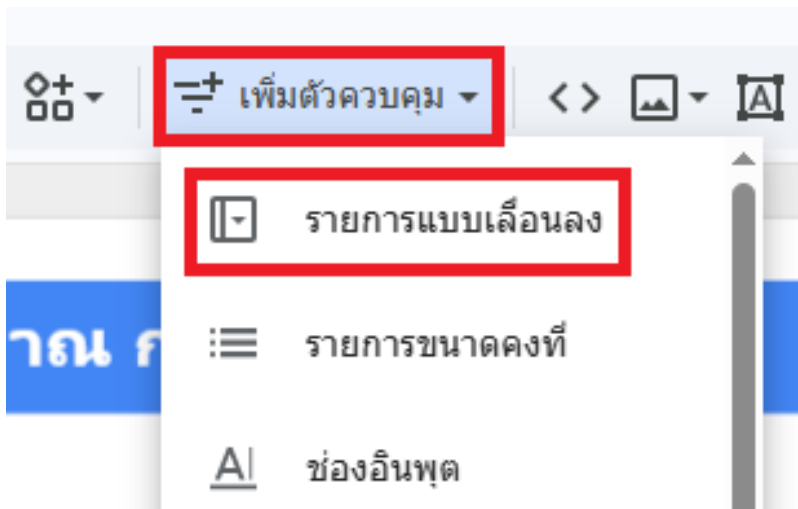 เพิ่มตัวควบคุม
รายการแบบเลื่อนลง
รายการขนาดคงที่
ช่องอินพุต